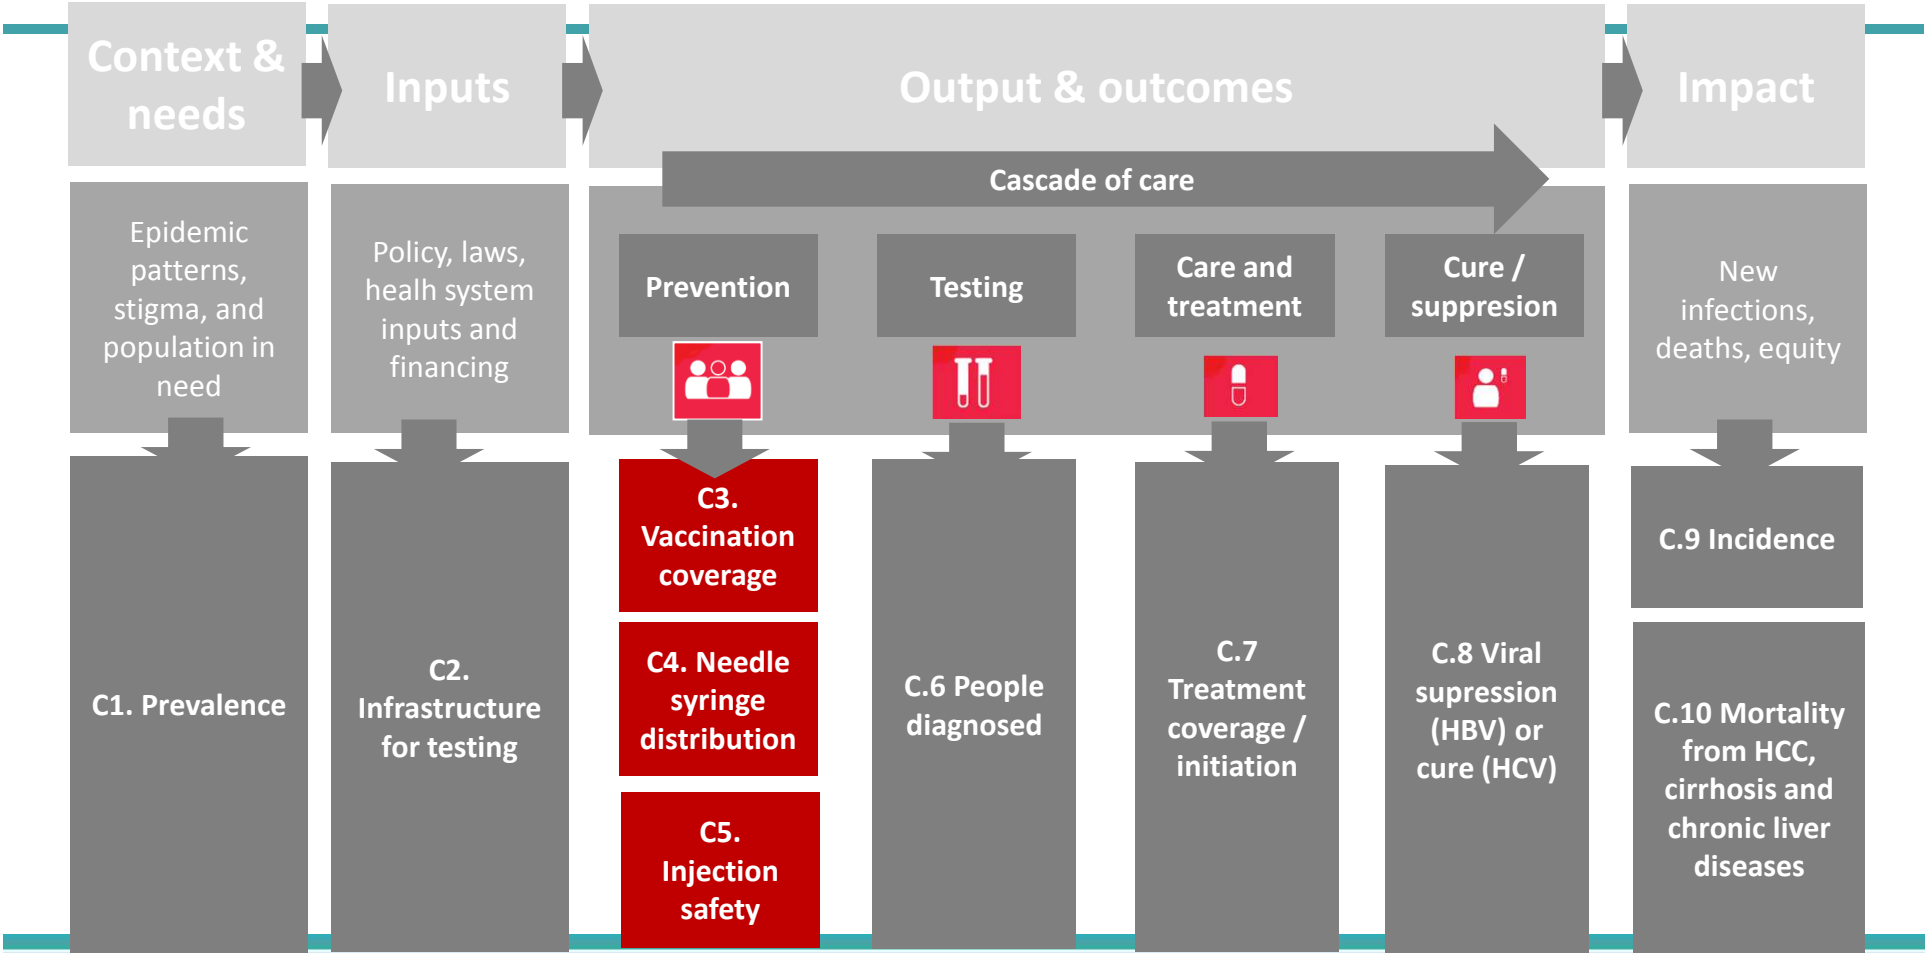 Context &
needs
Inputs
Output & outcomes
Impact
Cascade of care
Epidemic
patterns,
stigma, and
population in
need
Policy, laws,
healh system
inputs and
financing
Prevention
Testing
Care and
treatment
Cure /
suppresion
New
infections,
deaths, equity
C1. Prevalence
C2.
Infrastructure
for testing
C3.
Vaccination
coverage
C4. Needle
syringe
distribution
C5.
Injection
safety
C.6 People
diagnosed
C.7
Treatment
coverage /
initiation
C.8 Viral
supression
(HBV) or
cure (HCV)
C.9 Incidence
C.10 Mortality
from HCC,
cirrhosis and
chronic liver
diseases